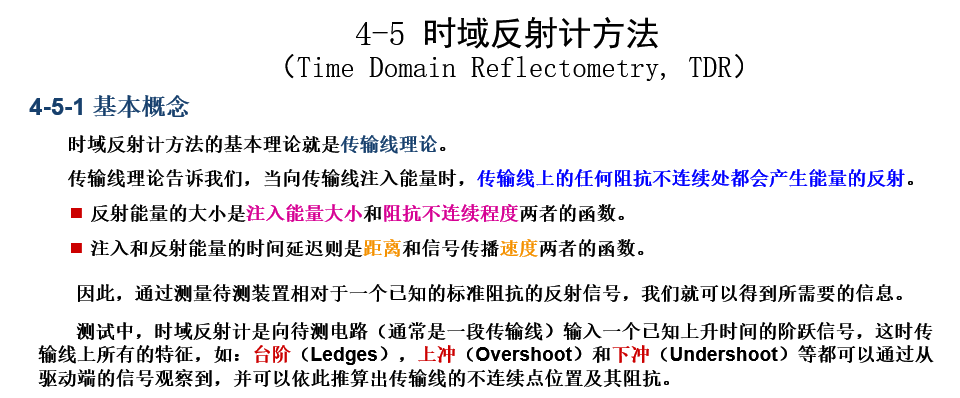 4-5 时域反射计方法
（Time Domain Reflectometry, TDR）
4-5-1 基本概念
时域反射计方法的基本理论就是传输线理论。
传输线理论告诉我们，当向传输线注入能量时，传输线上的任何阻抗不连续处都会产生能量的反射。
■ 反射能量的大小是注入能量大小和阻抗不连续程度两者的函数。
■ 注入和反射能量的时间延迟则是距离和信号传播速度两者的函数。
因此，通过测量待测装置相对于一个已知的标准阻抗的反射信号，我们就可以得到所需要的信息。
测试中，时域反射计是向待测电路（通常是一段传输线）输入一个已知上升时间的阶跃信号，这时传
输线上所有的特征，如：台阶（Ledges），上冲（Overshoot）和下冲（Undershoot）等都可以通过从
驱动端的信号观察到，并可以依此推算出传输线的不连续点位置及其阻抗。